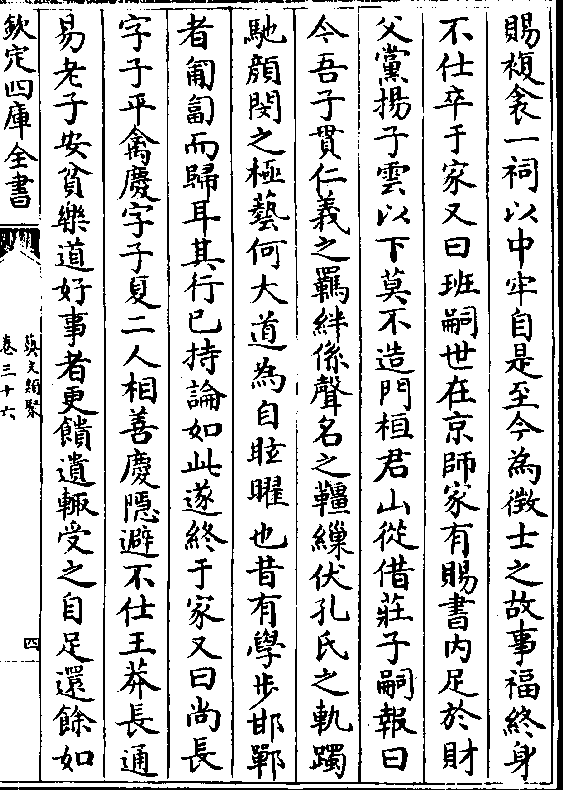 賜複衾一祠以中牢自是至今為徵士之故事福終身
不仕卒于家又曰班嗣世在京師家有賜書内足於財
父黨揚子雲以下莫不造門桓君山從借莊子嗣報曰
今吾子貫仁義之羈絆係聲名之韁繅伏孔氏之軌躅
馳顔閔之極藝何大道為自眩曜也昔有學步邯鄲
者匍匐而歸耳其行已持論如此遂終于家又曰尚長
字子平禽慶字子夏二人相善慶隱避不仕王莽長通
易老子安貧樂道好事者更饋遺輒受之自足還餘如
欽定四庫全書
藝文類聚
卷三十六
四